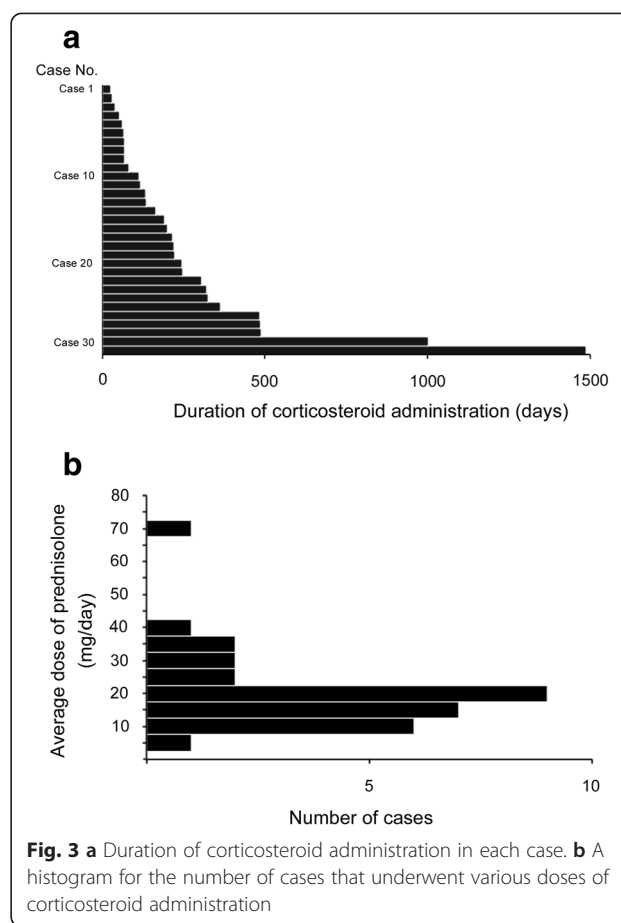 a
Case No.
Case 1
Case 10
Case 20
Case 30
0 500 1000 1500
Duration of corticosteroid administration (days)
b
Average dose of prednisolone
(mg/day)
80
70
60
50
40
30
20
10
5 10
Number of cases
Fig. 3 a Duration of corticosteroid administration in each case. b A
histogram for the number of cases that underwent various doses of
corticosteroid administration